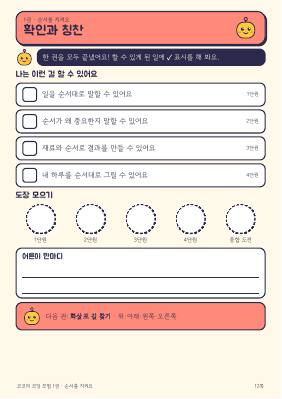 1권 · 순서를 지켜요
확인과 칭찬
한 권을 모두 끝냈어요! 할 수 있게 된 일에 ✓ 표시를 해 봐요.
나는 이런 걸 할 수 있어요
일을 순서대로 말할 수 있어요 1단원
순서가 왜 중요한지 말할 수 있어요 2단원
재료와 순서로 결과를 만들 수 있어요 3단원
내 하루를 순서대로 그릴 수 있어요 4단원
도장 모으기
1단원 2단원 3단원 4단원 종합 도전
어른이 한마디
다음 권: 화살표로 길 찾기 · 위·아래·왼쪽·오른쪽
코딩 모험 1권 · 순서를 지켜요